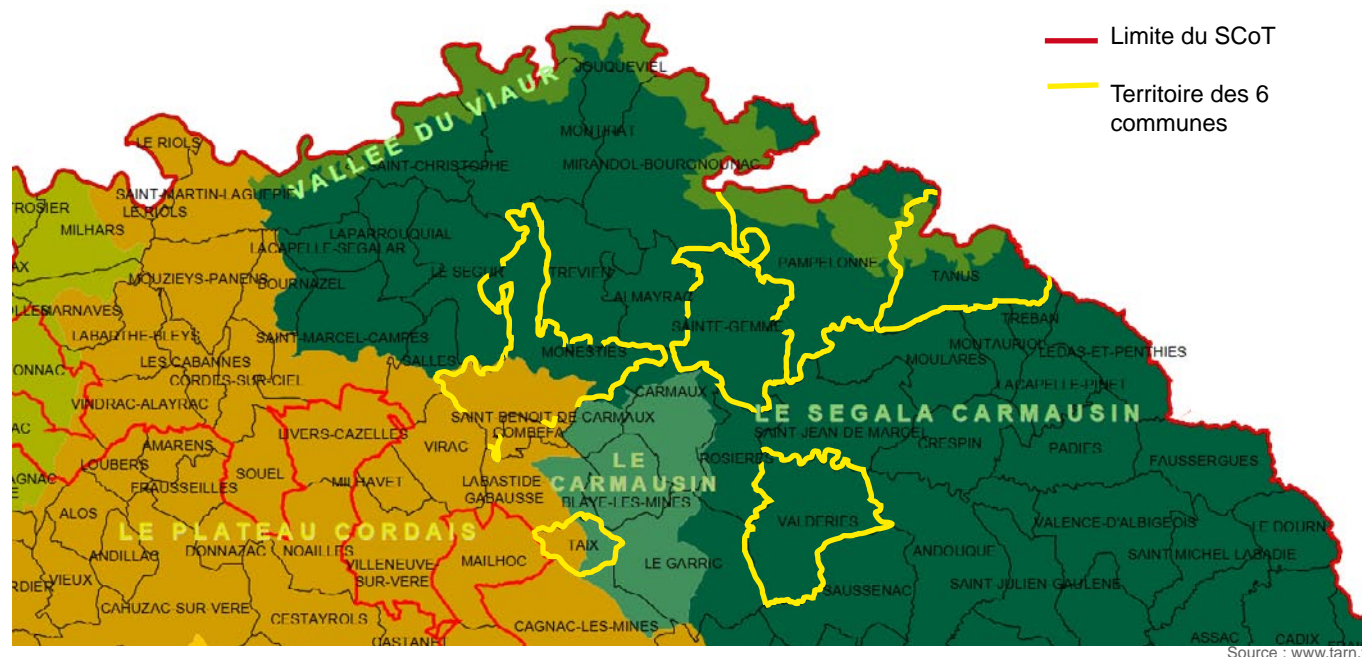 Limite du SCoT
Territoire des 6
communes
JOUQUEVIEL
VALLEE DU VIAUR
LE RIOLS
MONTIRAT
SAINT-CHRISTOPHE
MIRANDOL-BOURGNOUNAC
SAINT-MARTIN-LAGUEPIE
TROSIER
LE RIOLS
MILHARS
LAPARROUQUIAL
LACAPELLE-SEGALAR
PAMPELONNE
AX
MOUZIEYS-PANENS
LE SEGUR
TREVIEN
TANUS
BOURNAZEL
ALMAYRAC
MARNAVES
TREBAN
SAINTE-GEMME
LABARTHE-BLEYS
SAINT-MARCEL-CAMPES
MONTAURIOL
LEDAS-ET-PENTHIES
MONESTIES
MOULARES
LES CABANNES
SALLES
ONNAC
CORDES-SUR-CIEL
LACAPELLE-PINET
CARMAUX
VINDRAC-ALAYRAC
LE SEGALA CARMAUSIN
SAINT BENOIT DE CARMAUX
AC
LIVERS-CAZELLES
COMBEFA
SAINT JEAN DE MARCEL
CRESPIN
AMARENS
VIRAC
PADIES
FAUSSERGUES
ROSIERES
LE
CARMAUSIN
LOUBERS
SOUEL
AGNAC
MILHAVET
LABASTIDE
GABAUSSE
FRAUSSEILLES
BLAYE-LES-MINES
ALOS
VALDERIES
VALENCE-D'ALBIGEOIS
LE DOURN
LE PLATEAU CORDAIS
TAIX
ANDILLAC
DONNAZAC
NOAILLES
ANDOUQUE
SAINT MICHEL LABADIE
MAILHOC
LE GARRIC
VILLENEUVE-
SUR-VERE
RDIER
VIEUX
SAINT JULIEN GAULENE
SAUSSENAC
CAHUZAC SUR VERE
CESTAYROLS
CAGNAC-LES-MINES
ASSAC
CADIX
Source : www.tarn.